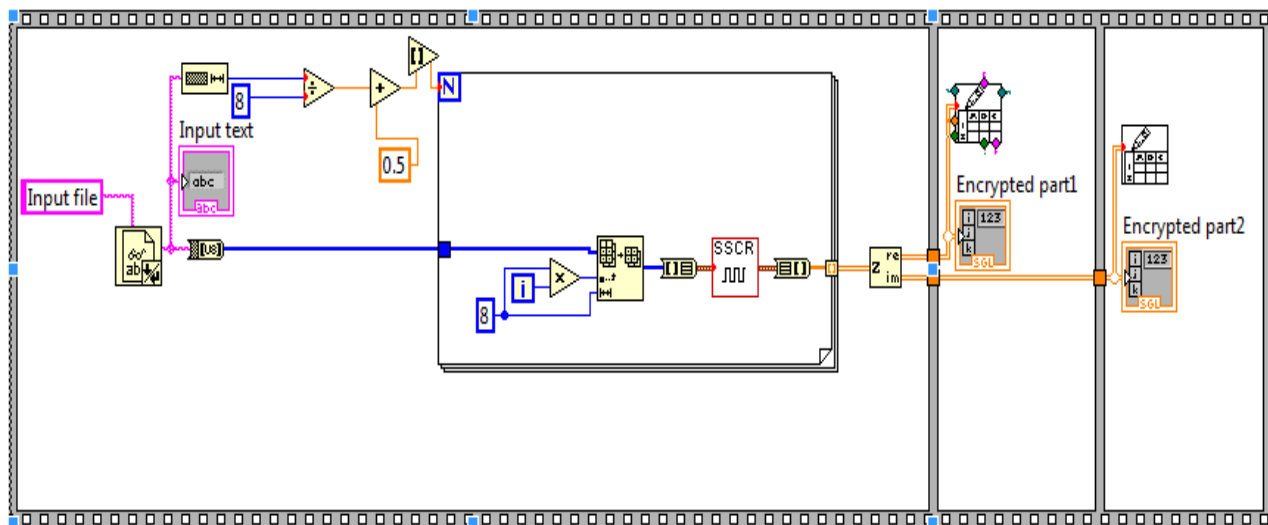 [ ]
÷
+
N
8
Input text
0.5
abc
abc
Input file
ab
[U8]
SSCR
x
i
8
[ ]
[ ]
z
re
im
A D C
Encrypted part1
i
j
k
123
SGL
A D C
Encrypted part2
i
j
k
123
SGL